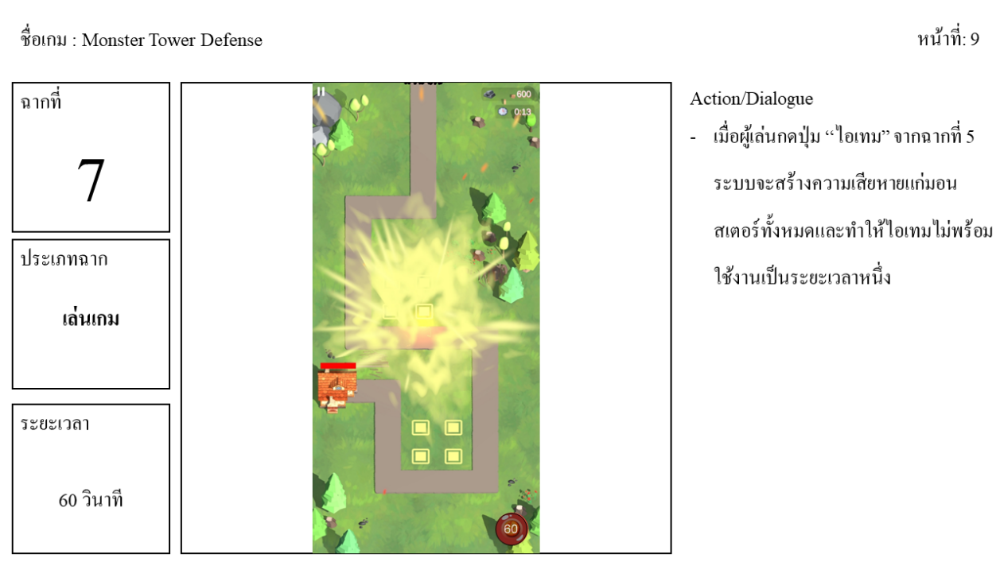 ชื่อเกม : Monster Tower Defense
หน้าที่: 9
ฉากที่
7
ประเภทฉาก
เล่นเกม
ระยะเวลา
60 วินาที
600
0:13
60
Action/Dialogue
- เมื่อผู้เล่นกดปุ่ม “ไอเทม” จากฉากที่ 5
ระบบจะสร้างความเสียหายแก่มอน
สเตอร์ทั้งหมดและทำให้ไอเทมไม่พร้อม
ใช้งานเป็นระยะเวลาหนึ่ง